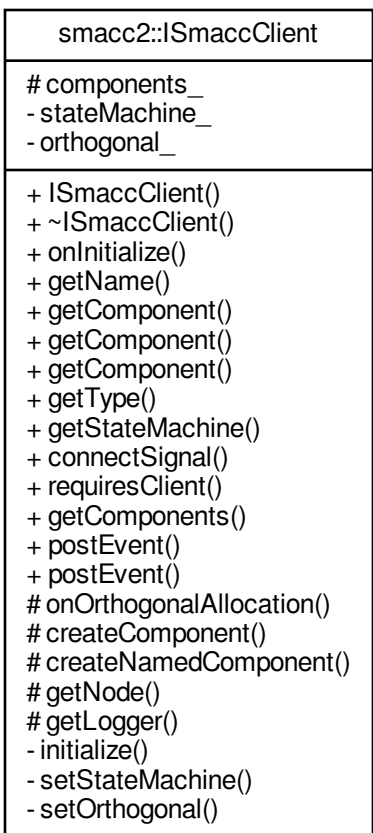 smacc2::ISmaccClient
# components_
- stateMachine_
- orthogonal_
+ ISmaccClient()
+ ~ISmaccClient()
+ onInitialize()
+ getName()
+ getComponent()
+ getComponent()
+ getComponent()
+ getType()
+ getStateMachine()
+ connectSignal()
+ requiresClient()
+ getComponents()
+ postEvent()
+ postEvent()
# onOrthogonalAllocation()
# createComponent()
# createNamedComponent()
# getNode()
# getLogger()
- initialize()
- setStateMachine()
- setOrthogonal()